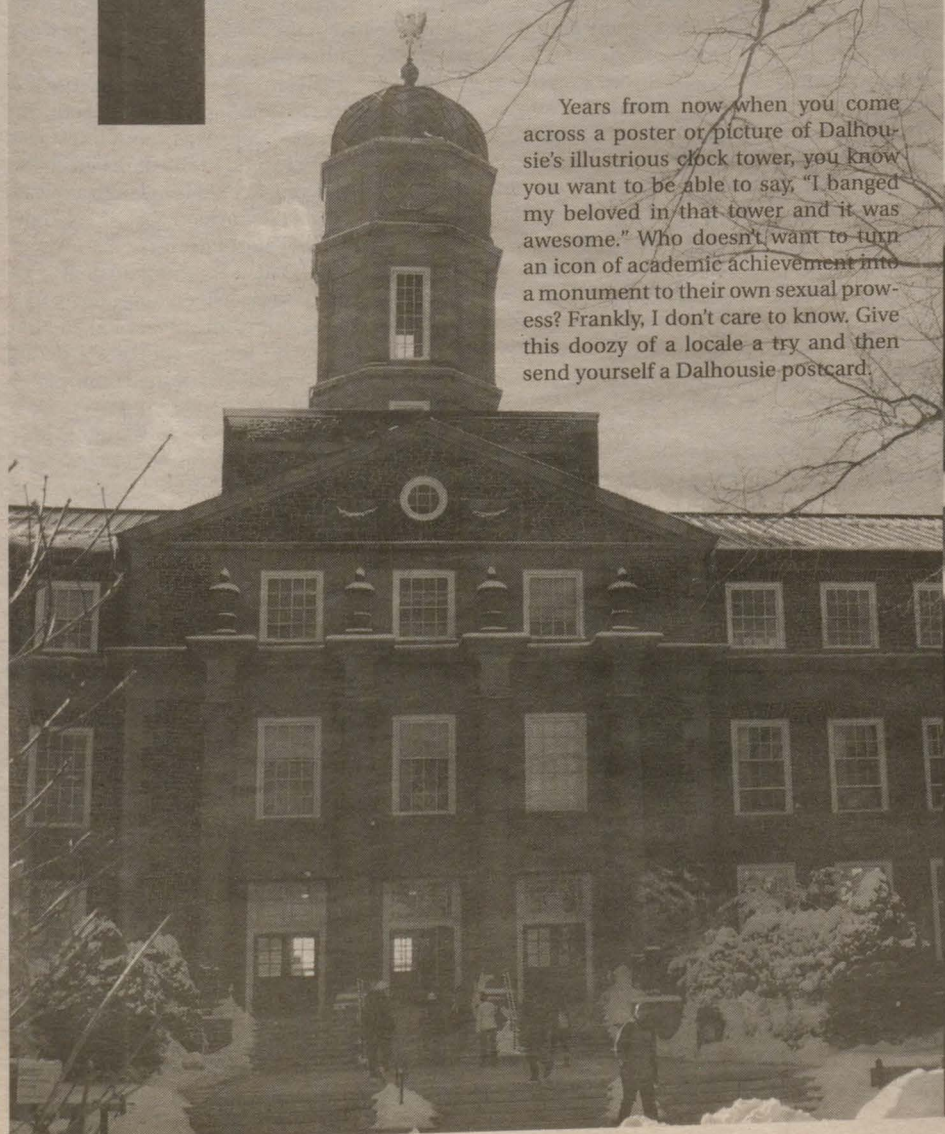 Years from now when you come
across a poster or picture of Dalhou-
sie's illustrious clock tower, you know
you want to be able to say, "I banged
my beloved in that tower and it was
awesome." Who doesn't want to turn
an icon of academic achievement into
a monument to their own sexual prow-
ess? Frankly, I don't care to know. Give
this doozy of a locale a try and then
send yourself a Dalhousie postcard.